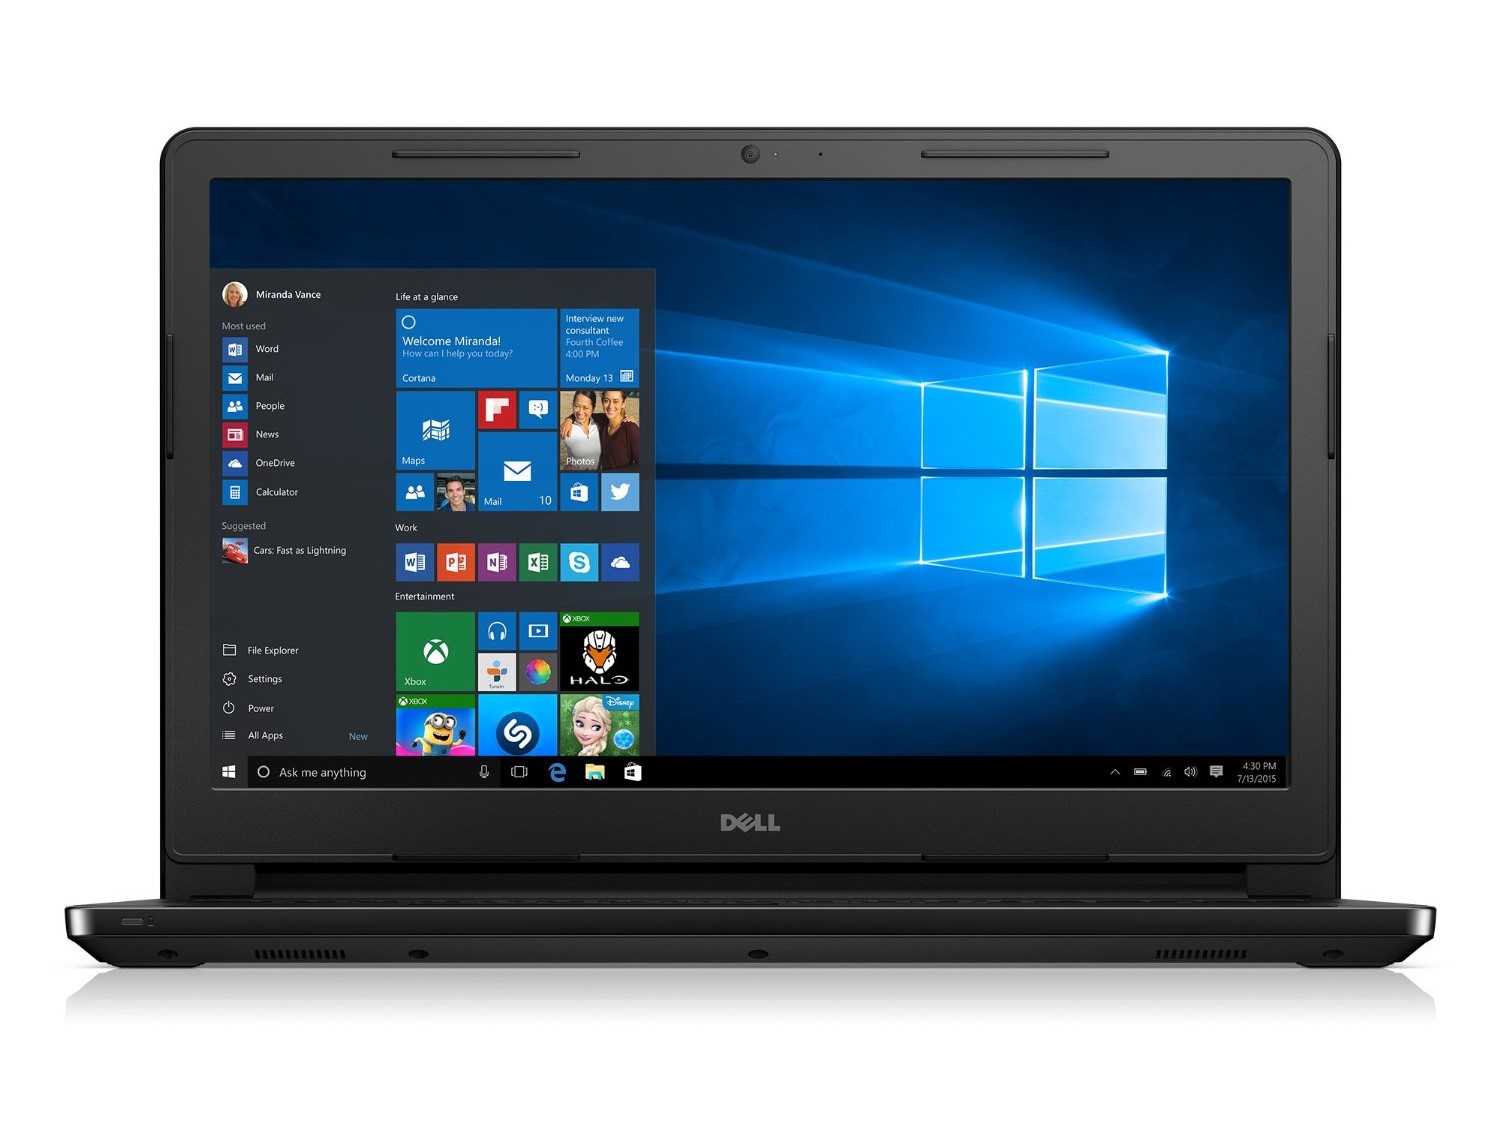 Miranda Vance
Most used
Word
Mail
People
News
OneDrive
Calculator
Suggested
Cars: Fast as Lightning
File Explorer
Settings
Power
All Apps
New
Life at a glance
Welcome Miranda!
How can I help you today?
Cortana
Interview new
consultant
Fourth Coffee
4:00 PM
Monday 13
Maps
Photos
Mail
10
Work
W
P
N
X
S
Entertainment
Xbox
TuneIn
XBOX
HALO
XBOX
Disney
Ask me anything
4:30 PM
7/13/2015
DELL